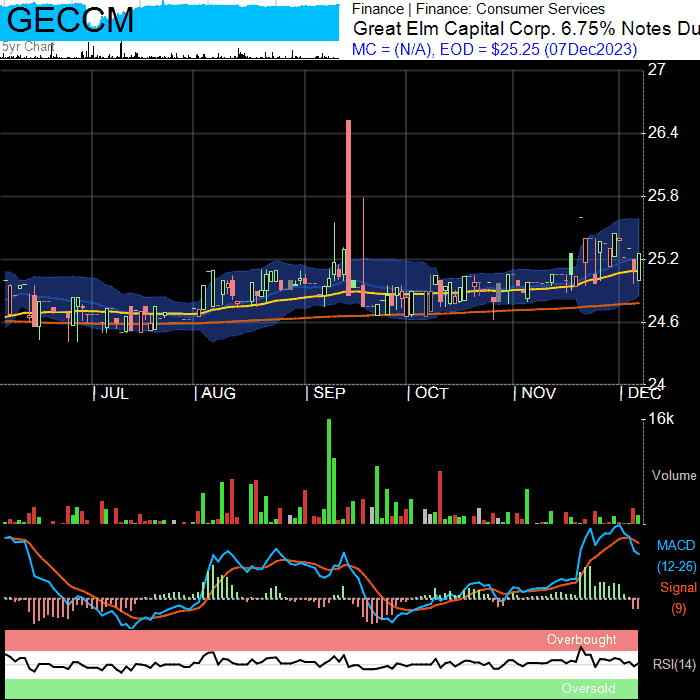 GECCM
5yr Chart
Finance | Finance: Consumer Services
Great Elm Capital Corp. 6.75% Notes Du
MC = (N/A), EOD = $25.25 (07Dec2023)
27
26.4
25.8
25.2
24.6
24
JUL AUG SEP OCT NOV DEC
16k
Volume
MACD
(12-26)
Signal
(9)
Overbought
RSI(14)
Oversold